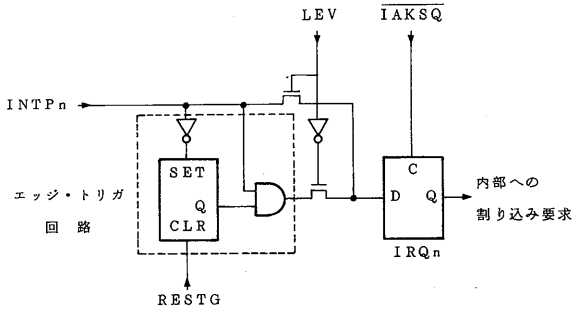 LEV
IAKSQ
INTPn
SET
Q
CLR
エッジ・トリガ
回 路
C
D
Q
内部への
割り込み要求
IRQn
RESTG